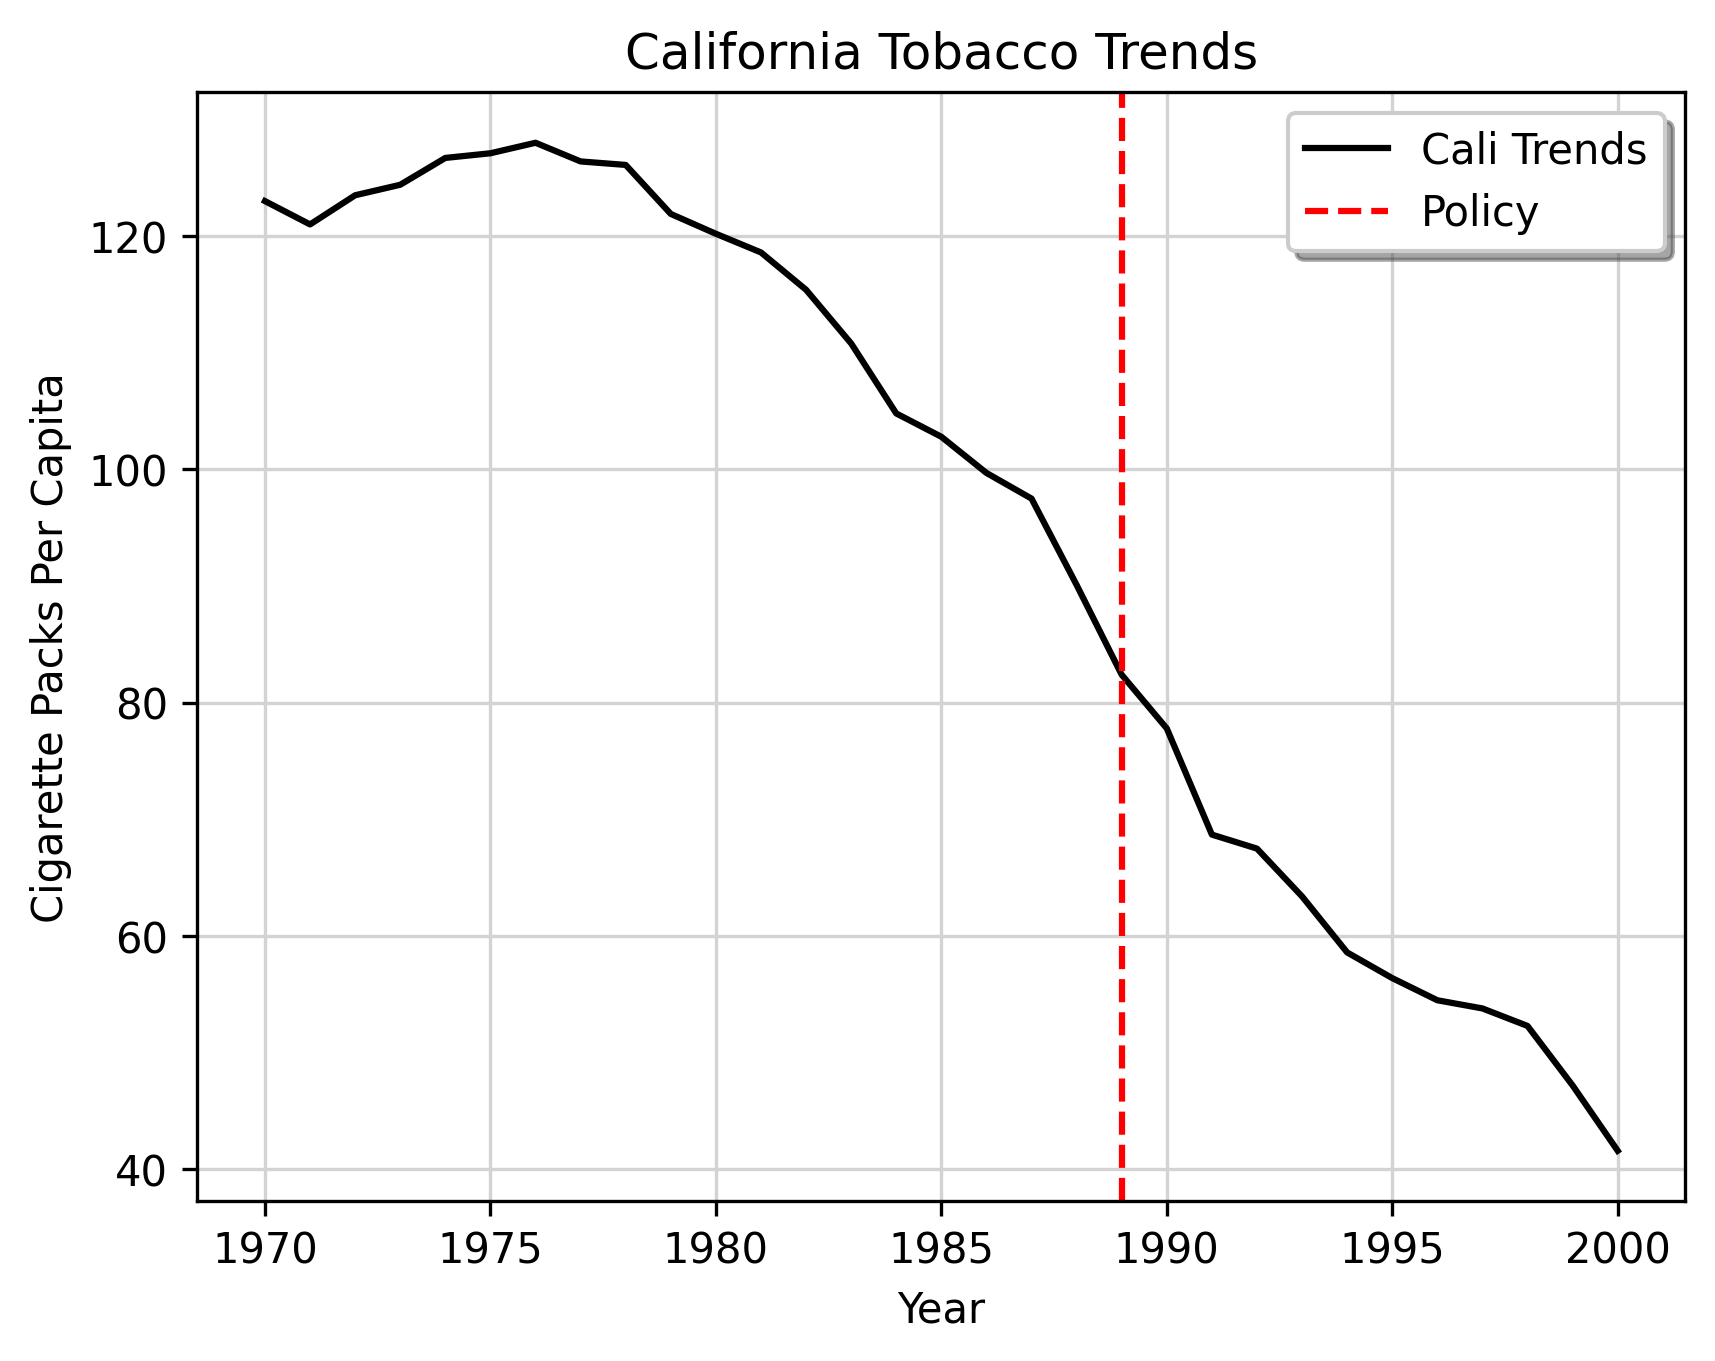 California Tobacco Trends
Cali Trends
Policy
Cigarette Packs Per Capita
120
100
80
60
40
1970 1975 1980 1985 1990 1995 2000
Year